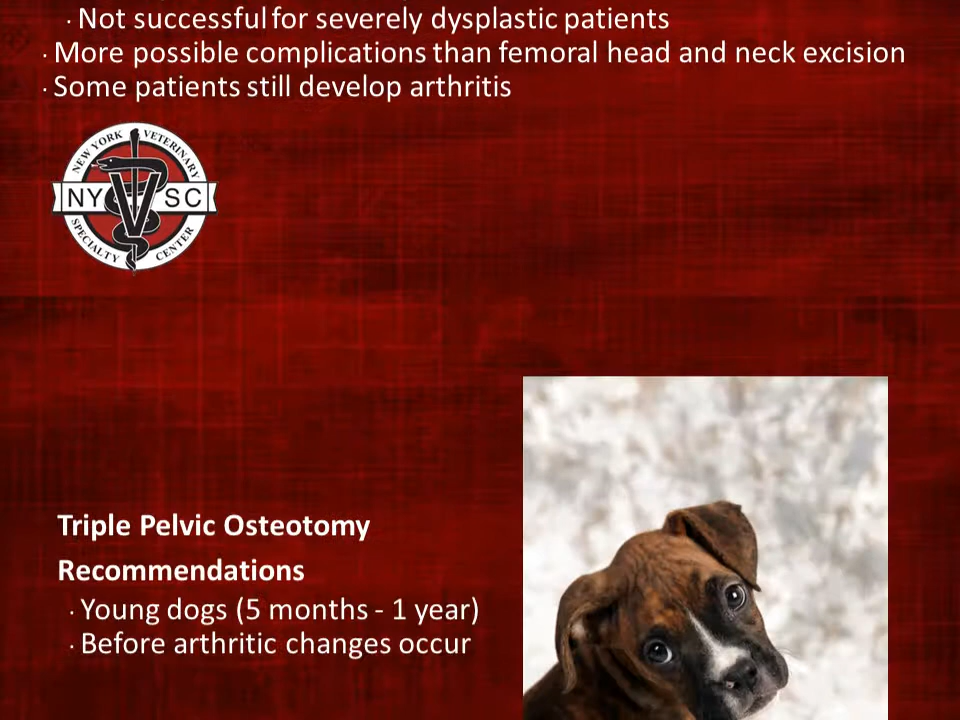 · Not successful for severely dysplastic patients
· More possible complications than femoral head and neck excision
· Some patients still develop arthritis
NEW YORK VETERINARY
NY SC
SPECIALTY CENTER
Triple Pelvic Osteotomy
Recommendations
· Young dogs (5 months - 1 year)
· Before arthritic changes occur